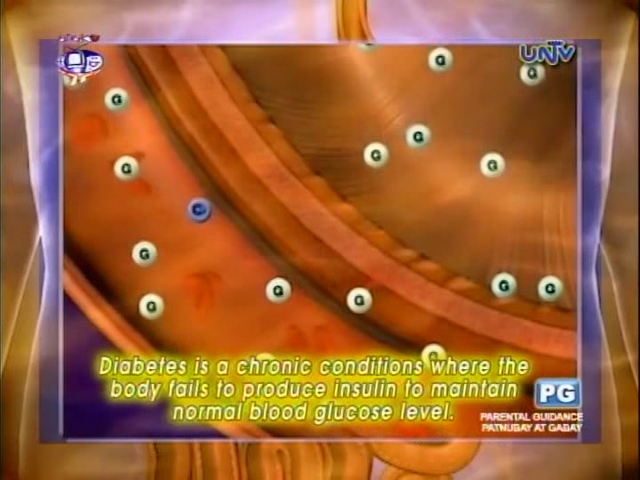 UNTV
G
G
G
G
G
G
G
G
G
G
G
G
G
G
Diabetes is a chronic conditions where the
body fails to produce insulin to maintain
normal blood glucose level.
PG
PARENTAL GUIDANCE
PATNUBAY AT GABAY